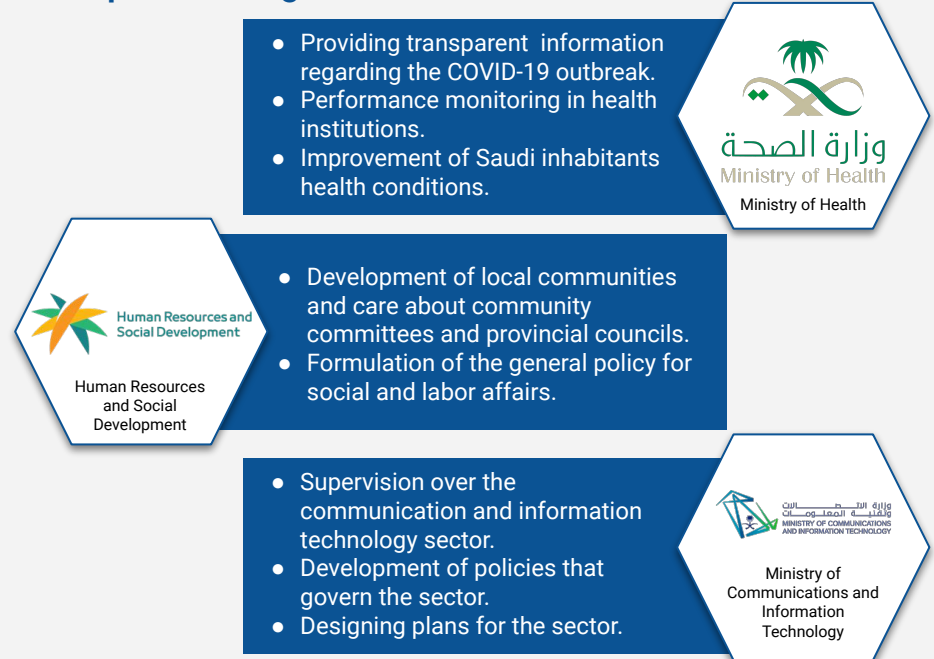 ● Providing transparent information
regarding the COVID-19 outbreak.
● Performance monitoring in health
institutions.
● Improvement of Saudi inhabitants
health conditions.
وزارة الصحة
Ministry of Health
Ministry of Health
Human Resources and
Social Development
Human Resources
and Social
Development
● Development of local communities
and care about community
committees and provincial councils.
● Formulation of the general policy for
social and labor affairs.
● Supervision over the
communication and information
technology sector.
● Development of policies that
govern the sector.
● Designing plans for the sector.
وزارة الاتصالات
وتقنية المعلومات
MINISTRY OF COMMUNICATIONS
AND INFORMATION TECHNOLOGY
Ministry of
Communications and
Information
Technology